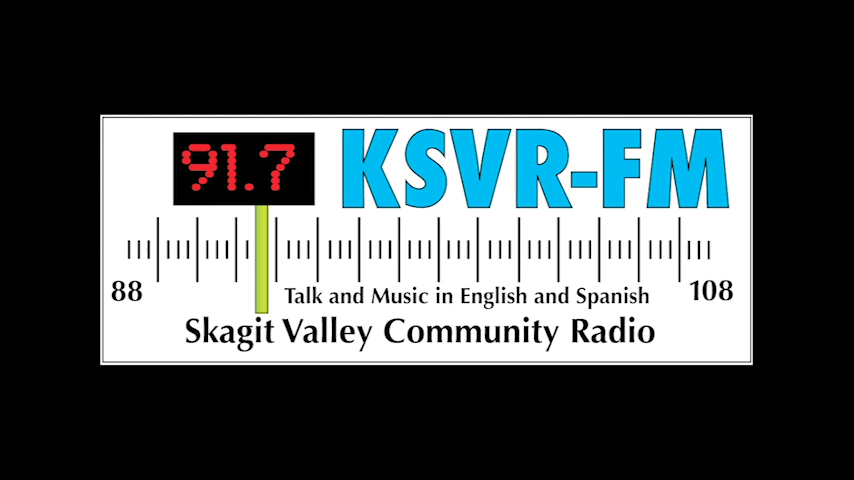 91.7 KSVR-FM
88 108
Talk and Music in English and Spanish
Skagit Valley Community Radio